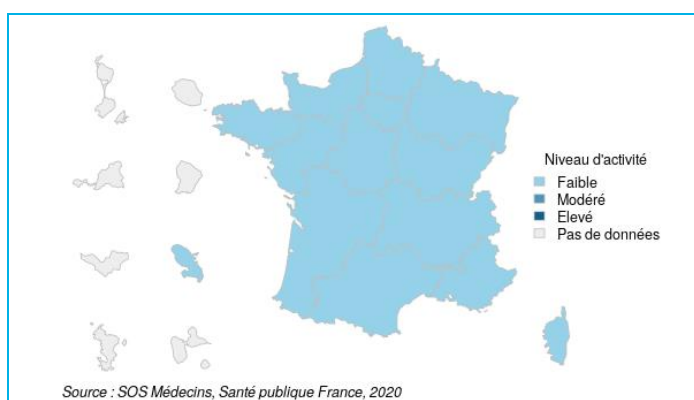 Niveau d'activité
Faible
Modéré
Elevé
Pas de données
Source : SOS Médecins, Santé publique France, 2020